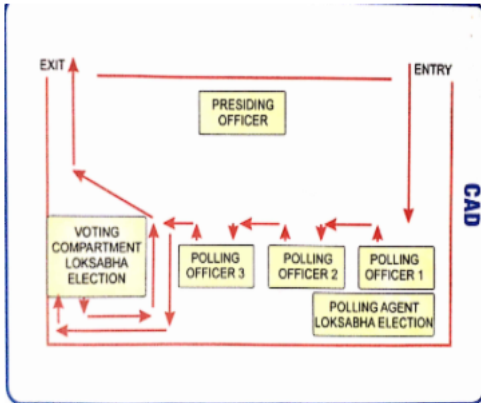 EXIT
ENTRY
PRESIDING
OFFICER
CAD
VOTING
COMPARTMENT
LOKSABHA
ELECTION
POLLING
OFFICER 3
POLLING
OFFICER 2
POLLING
OFFICER 1
POLLING AGENT
LOKSABHA ELECTION